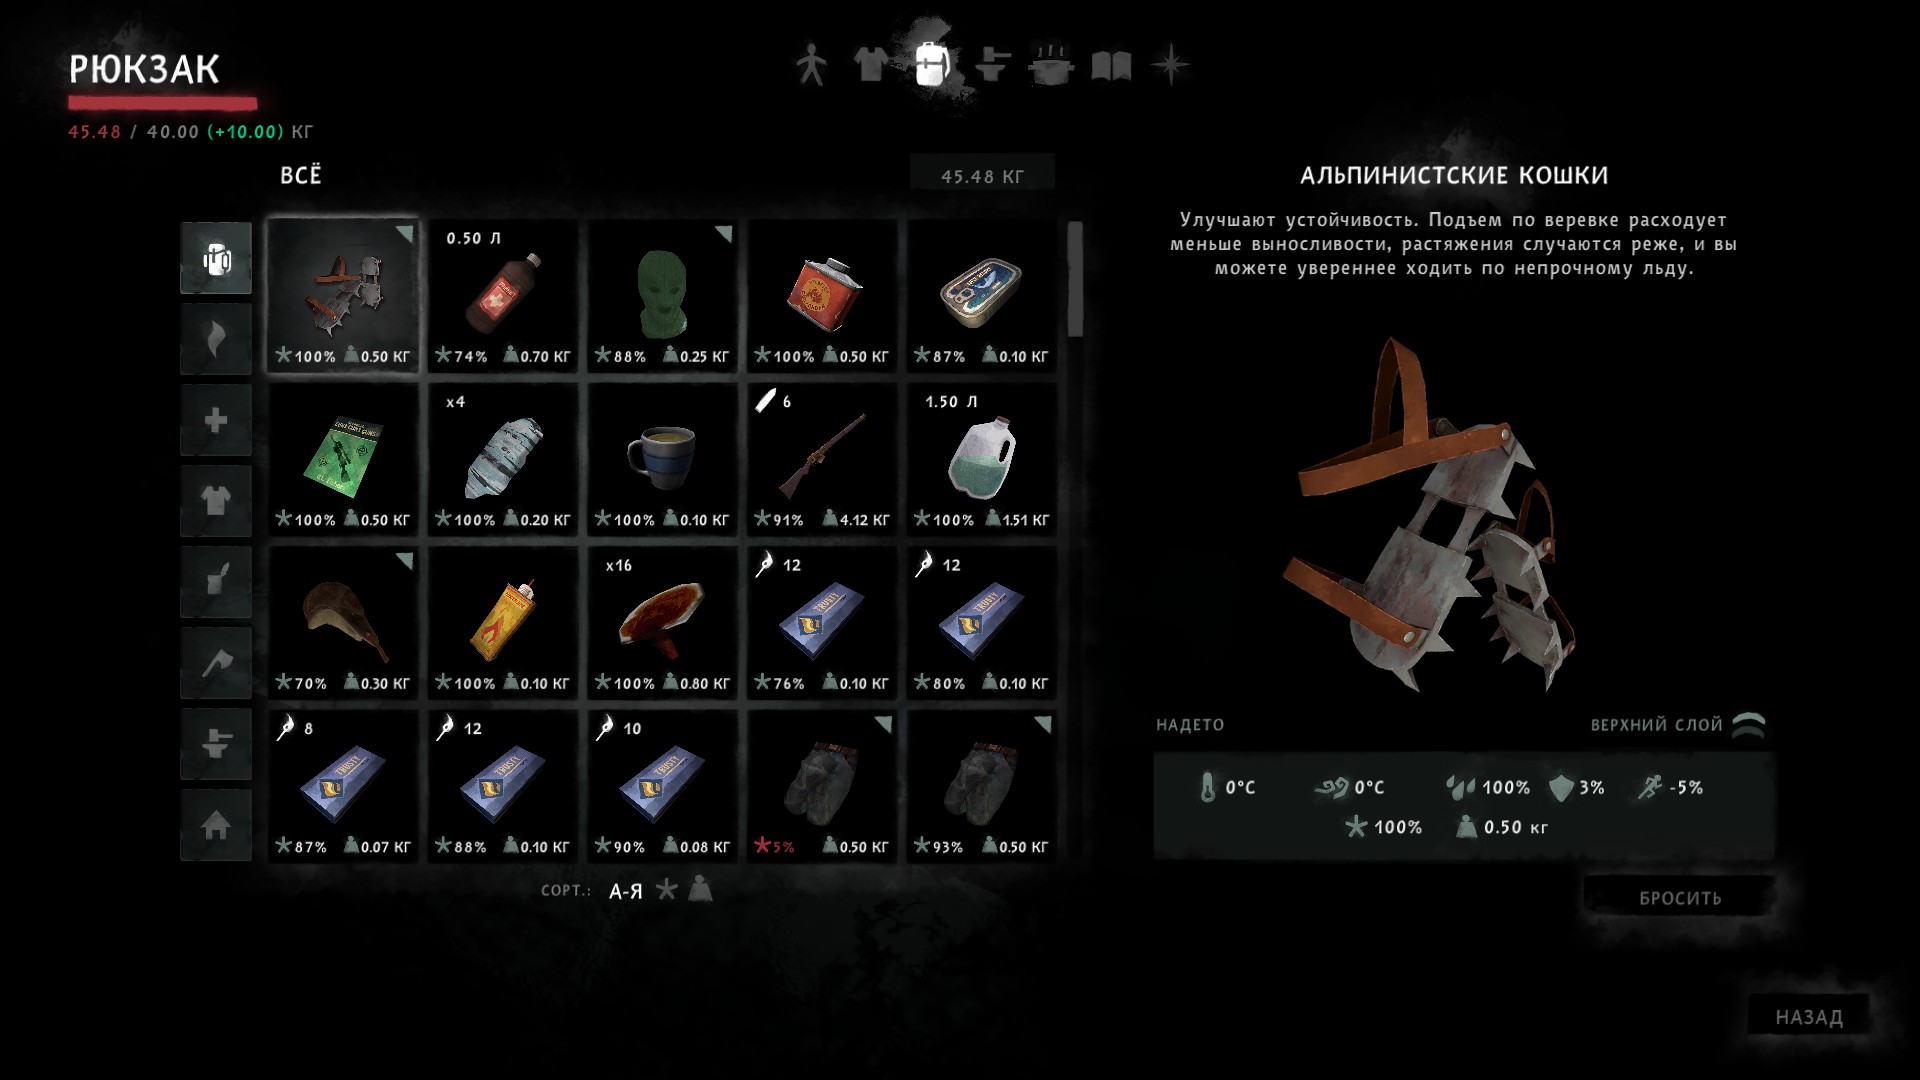 РЮКЗАК
45.48 / 40.00 (+10.00) КГ
ВСЁ
45.48 КГ
АЛЬПИНИСТСКИЕ КОШКИ
Улучшают устойчивость. Подъем по веревке расходует
меньше выносливости, растяжения случаются реже, и вы
можете увереннее ходить по непрочному льду.
0.50 Л
100% 0.50 КГ
74% 0.70 КГ
88% 0.25 КГ
100% 0.50 КГ
87% 0.10 КГ
x4
6
1.50 Л
100% 0.50 КГ
100% 0.20 КГ
100% 0.10 КГ
91% 4.12 КГ
100% 1.51 КГ
x16
12
12
TRUSTY
TRUSTY
70% 0.30 КГ
100% 0.10 КГ
100% 0.80 КГ
76% 0.10 КГ
80% 0.10 КГ
8
12
10
TRUSTY
TRUSTY
TRUSTY
87% 0.07 КГ
88% 0.10 КГ
90% 0.08 КГ
5% 0.50 КГ
93% 0.50 КГ
СОРТ.: А-Я
НАДЕТО
ВЕРХНИЙ СЛОЙ
0°C 0°C 100% 3% -5%
100% 0.50 кг
БРОСИТЬ
НАЗАД